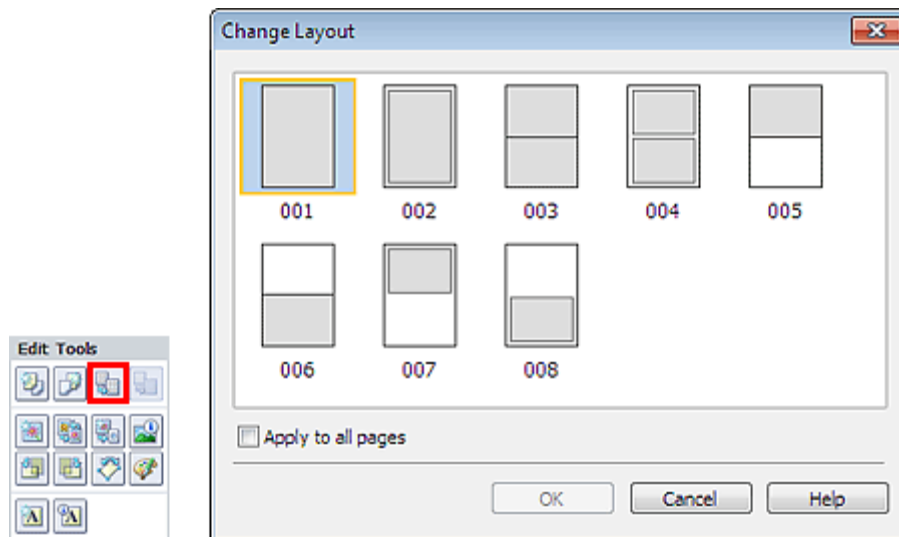 Change Layout
001 002 003 004 005
006 007 008
Apply to all pages
OK Cancel Help
Edit Tools
A A